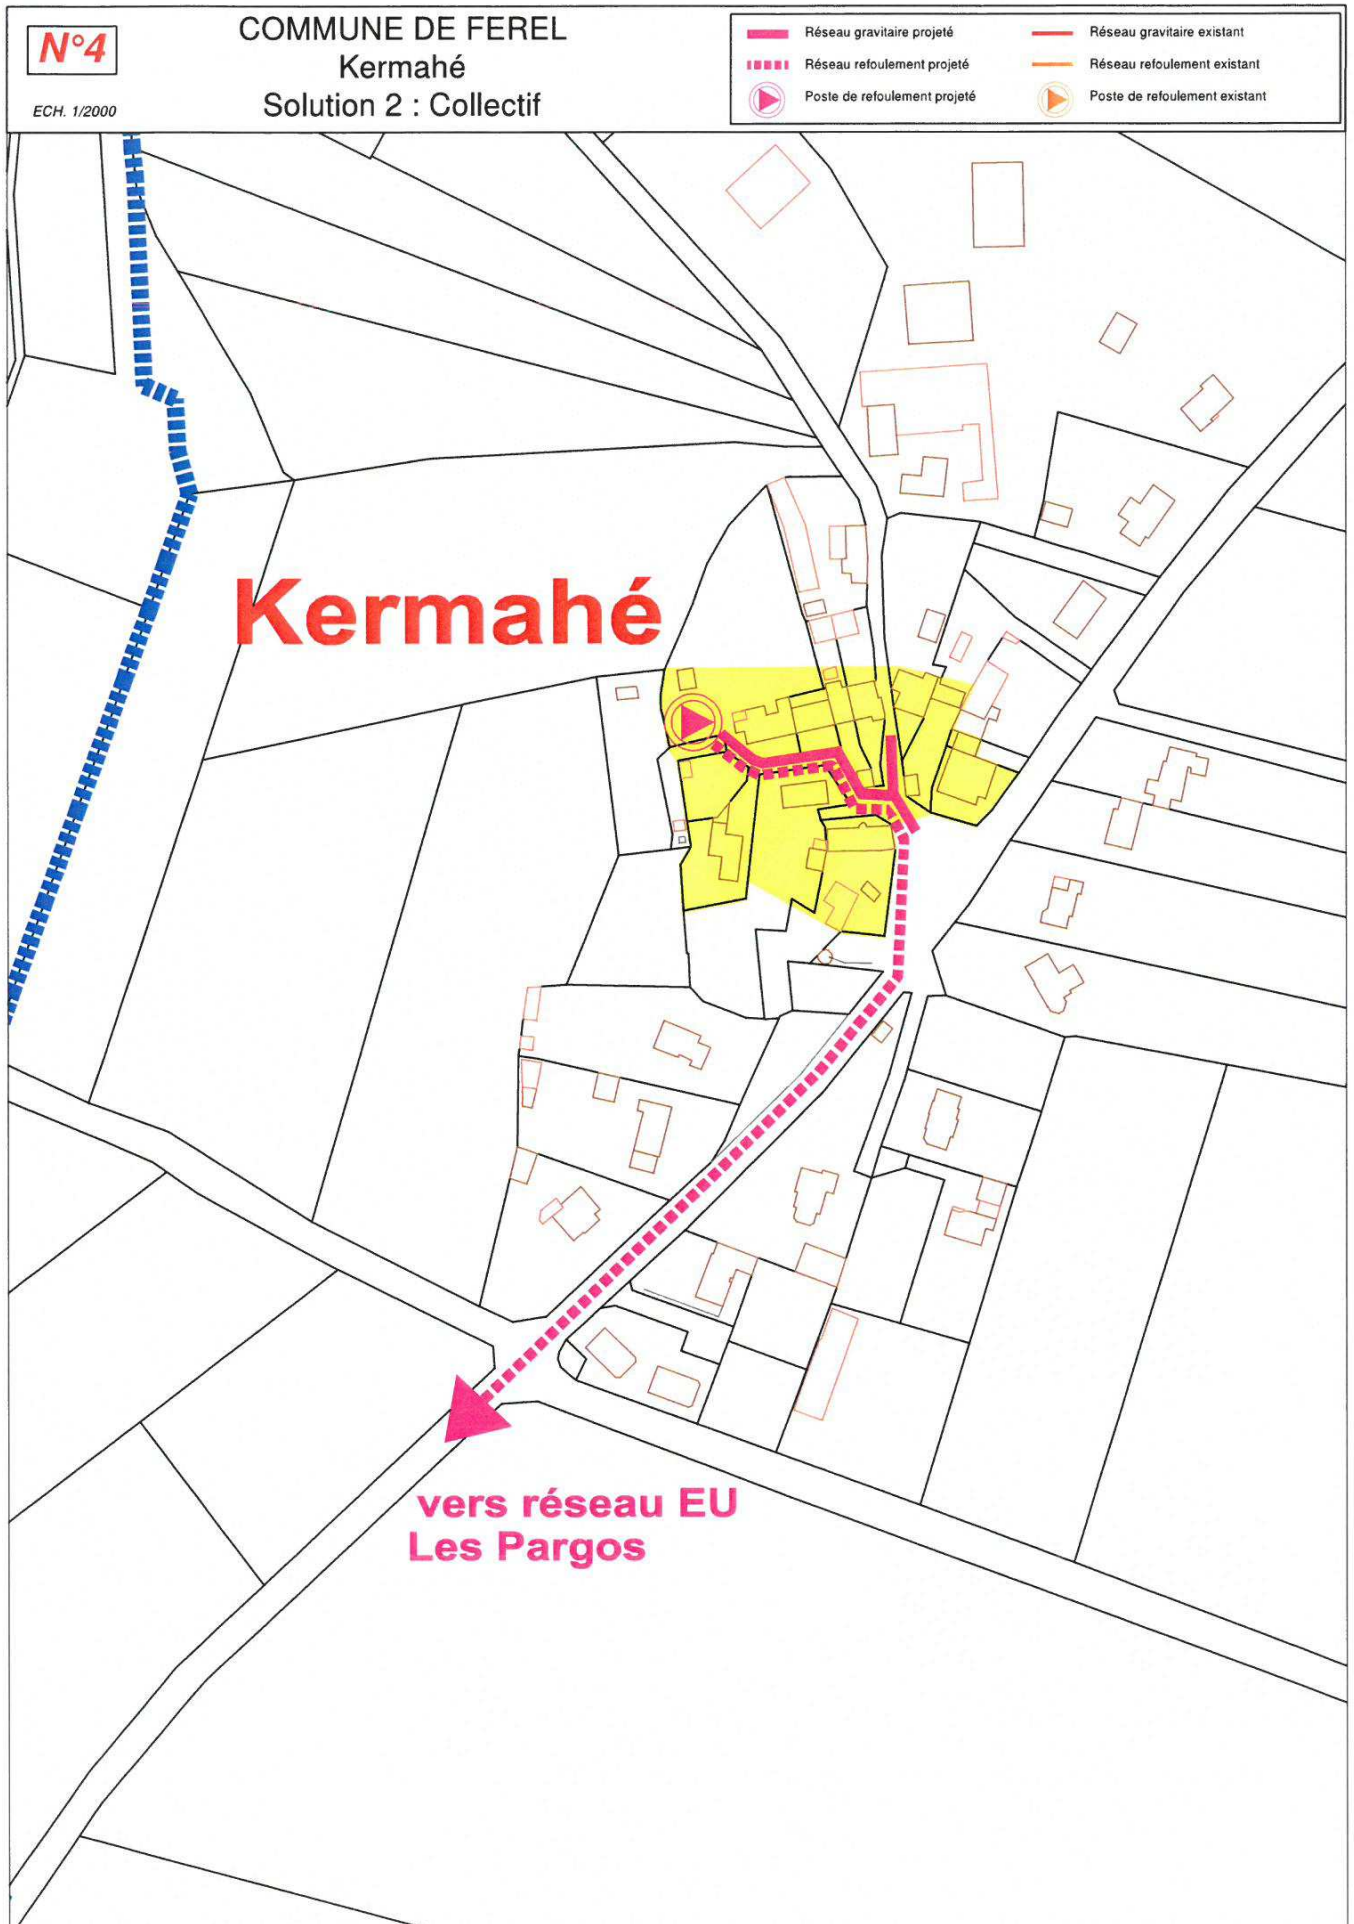 N°4
ECH. 1/2000
COMMUNE DE FEREL
Kermahé
Solution 2 : Collectif
Réseau gravitaire projeté
Réseau refoulement projeté
Poste de refoulement projeté
Réseau gravitaire existant
Réseau refoulement existant
Poste de refoulement existant
Kermahé
vers réseau EU
Les Pargos